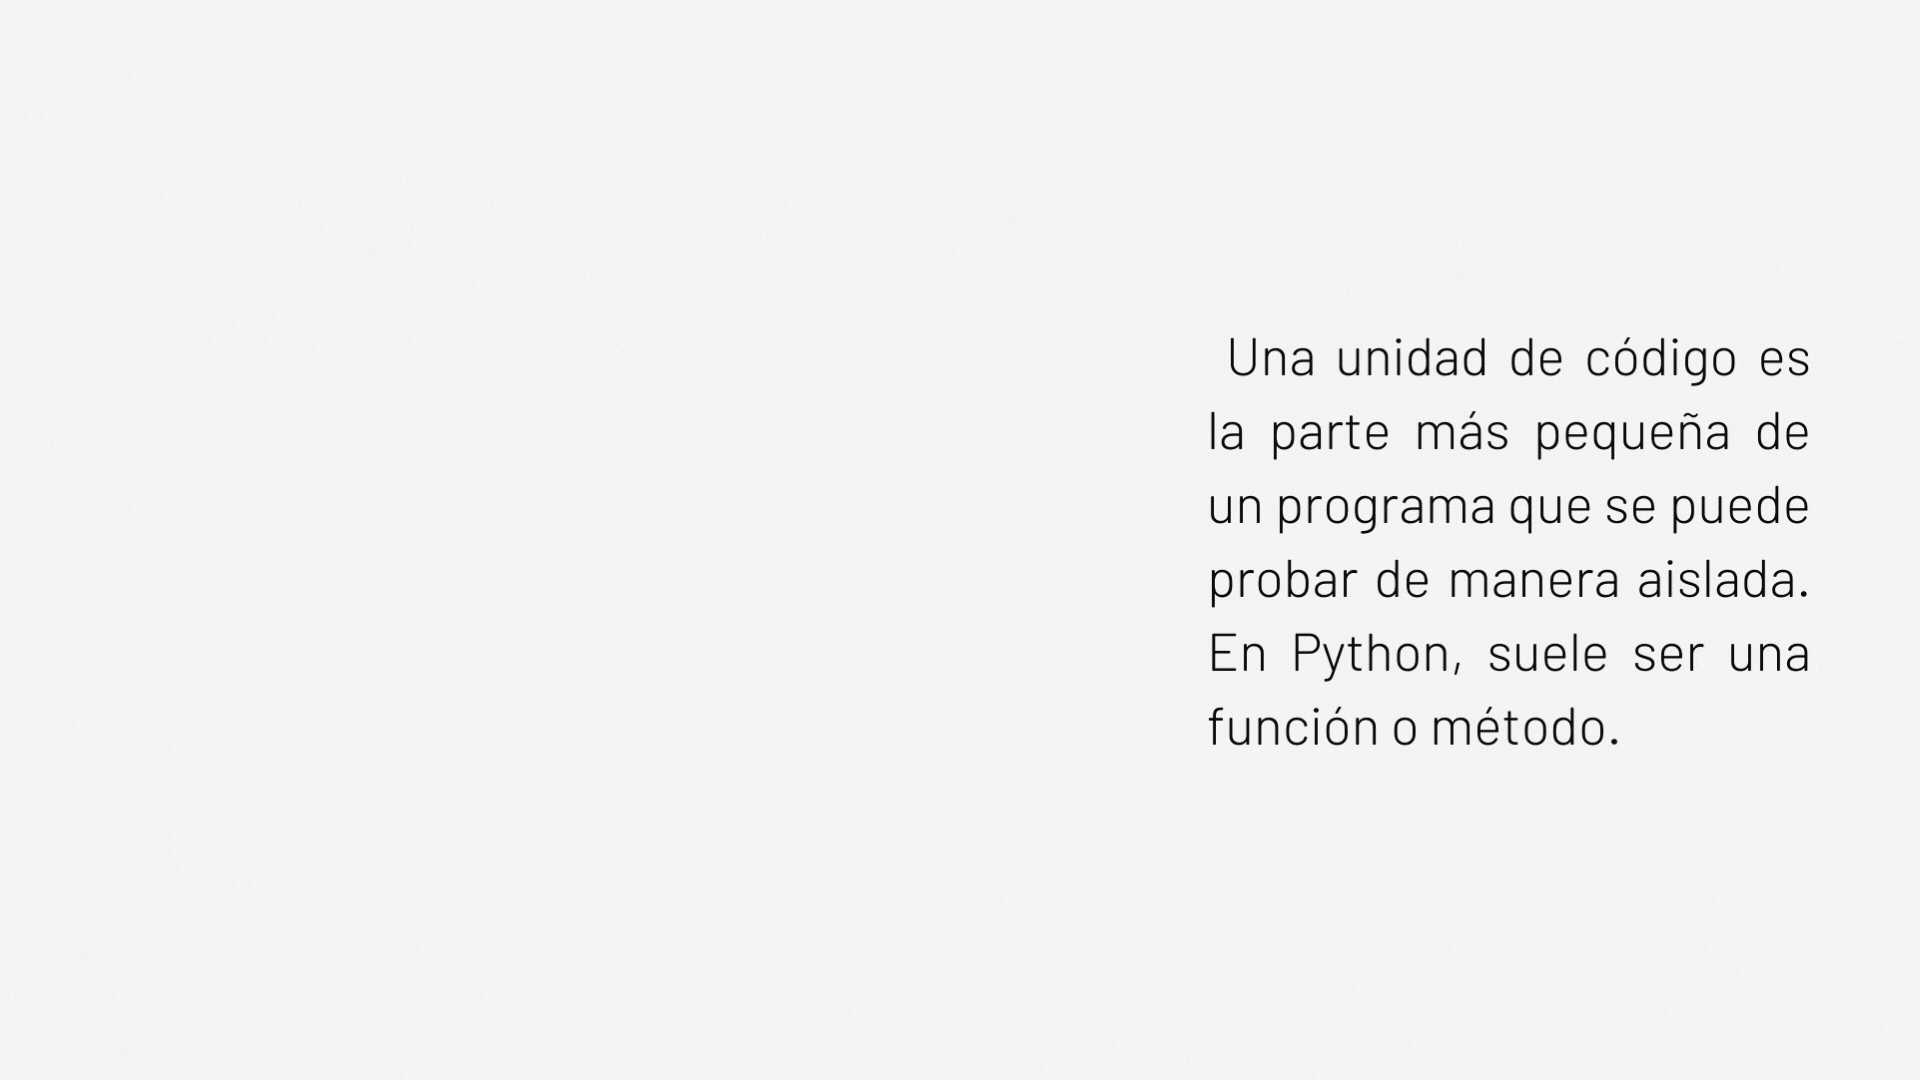 Una unidad de código es
la parte más pequeña de
un programa que se puede
probar de manera aislada.
En Python, suele ser una
función o método.